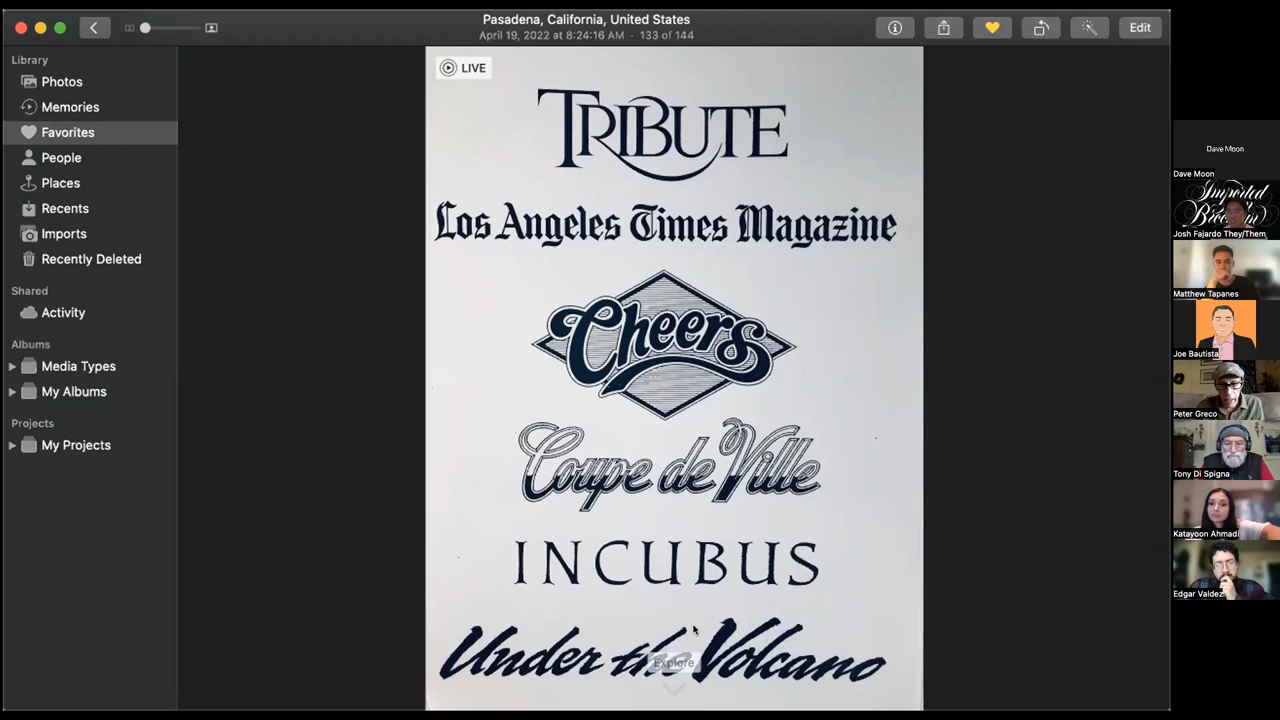 Pasadena, California, United States
April 19, 2022 at 8:24:16 AM · 133 of 144
Edit
Library
Photos
Memories
Favorites
People
Places
Recents
Imports
Recently Deleted
Shared
Activity
Albums
Media Types
My Albums
Projects
My Projects
LIVE
TRIBUTE
Los Angeles Times Magazine
Cheers
Coupe de Ville
INCUBUS
Under the Volcano
Explore
Dave Moon
Dave Moon
Imported
Brooklyn
Josh Fajardo They/Them
Matthew Tapanes
Joe Bautista
Peter Greco
Tony Di Spigna
Katayoon Ahmadi
Edgar Valdez